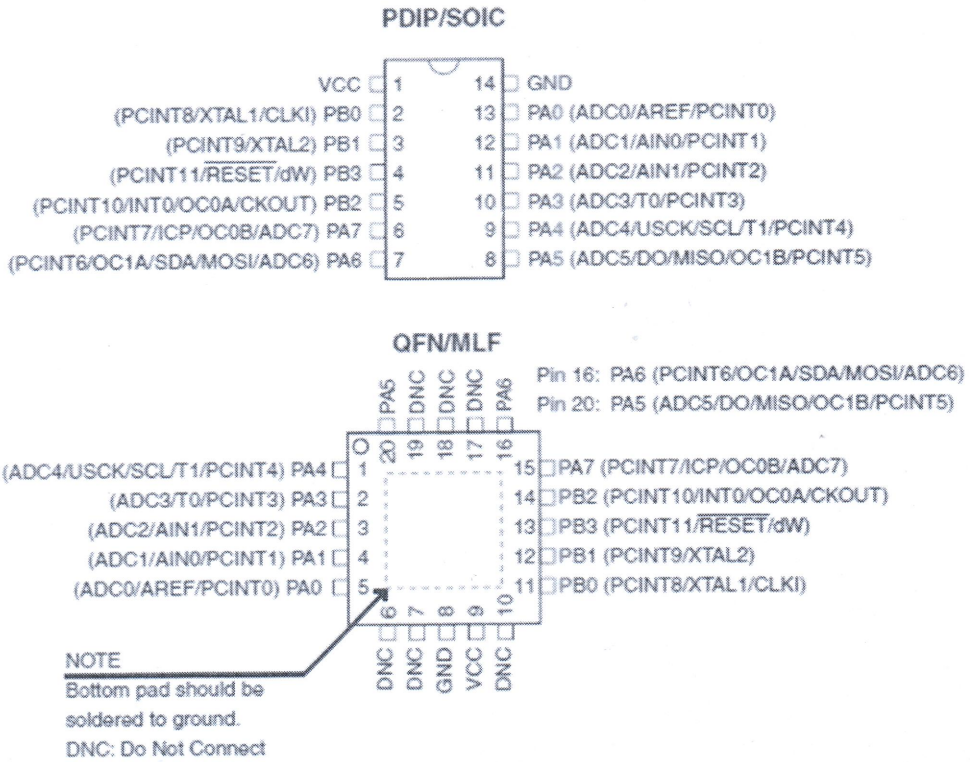 PDIP/SOIC
VCC 1 14 GND
(PCINT8/XTAL1/CLKI) PB0 2 13 PA0 (ADC0/AREF/PCINT0)
(PCINT9/XTAL2) PB1 3 12 PA1 (ADC1/AIN0/PCINT1)
(PCINT11/RESET/dW) PB3 4 11 PA2 (ADC2/AIN1/PCINT2)
(PCINT10/INT0/OC0A/CKOUT) PB2 5 10 PA3 (ADC3/T0/PCINT3)
(PCINT7/ICP/OC0B/ADC7) PA7 6 9 PA4 (ADC4/USCK/SCL/T1/PCINT4)
(PCINT6/OC1A/SDA/MOSI/ADC6) PA6 7 8 PA5 (ADC5/DO/MISO/OC1B/PCINT5)
QFN/MLF
Pin 16: PA6 (PCINT6/OC1A/SDA/MOSI/ADC6)
Pin 20: PA5 (ADC5/DO/MISO/OC1B/PCINT5)
PA5 DNC DNC DNC PA6
20 19 18 17 16
(ADC4/USCK/SCL/T1/PCINT4) PA4 1 15 PA7 (PCINT7/ICP/OC0B/ADC7)
(ADC3/T0/PCINT3) PA3 2 14 PB2 (PCINT10/INT0/OC0A/CKOUT)
(ADC2/AIN1/PCINT2) PA2 3 13 PB3 (PCINT11/RESET/dW)
(ADC1/AIN0/PCINT1) PA1 4 12 PB1 (PCINT9/XTAL2)
(ADC0/AREF/PCINT0) PA0 5 11 PB0 (PCINT8/XTAL1/CLKI)
6 7 8 9 10
DNC DNC GND VCC DNC
NOTE
Bottom pad should be
soldered to ground.
DNC: Do Not Connect